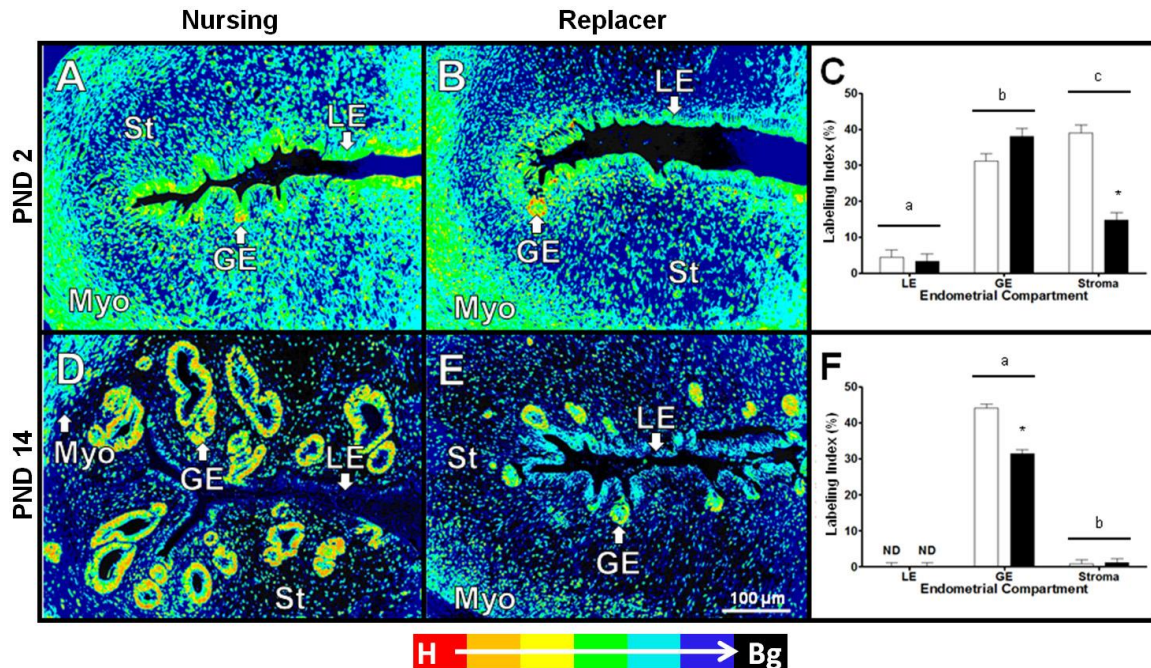 Nursing
Replacer
PND 2
A
St
LE
GE
Myo
B
LE
GE
St
Myo
C
Labeling Index (%)
50
40
30
20
10
0
a
b
c
*
LE
GE
Stroma
Endometrial Compartment
PND 14
D
Myo
GE
LE
St
E
St
LE
GE
Myo
100 µm
F
Labeling Index (%)
50
40
30
20
10
0
ND
ND
a
*
b
LE
GE
Stroma
Endometrial Compartment
H
Bg